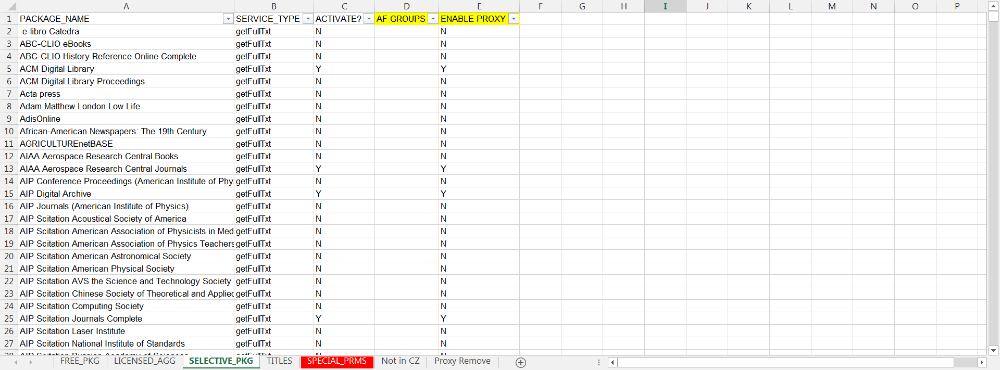 A B C D E F G H I J K L M N O P
1 PACKAGE_NAME SERVICE_TYPE ACTIVATE? AF GROUPS ENABLE PROXY
2 e-libro Catedra getFullTxt N N
3 ABC-CLIO eBooks getFullTxt N N
4 ABC-CLIO History Reference Online Complete getFullTxt N N
5 ACM Digital Library getFullTxt Y Y
6 ACM Digital Library Proceedings getFullTxt N N
7 Acta press getFullTxt N N
8 Adam Matthew London Low Life getFullTxt N N
9 AdisOnline getFullTxt N N
10 African-American Newspapers: The 19th Century getFullTxt N N
11 AGRICULTUREnetBASE getFullTxt N N
12 AIAA Aerospace Research Central Books getFullTxt N N
13 AIAA Aerospace Research Central Journals getFullTxt Y Y
14 AIP Conference Proceedings (American Institute of Phy getFullTxt N N
15 AIP Digital Archive getFullTxt Y Y
16 AIP Journals (American Institute of Physics) getFullTxt N N
17 AIP Scitation Acoustical Society of America getFullTxt N N
18 AIP Scitation American Association of Physicists in Med getFullTxt N N
19 AIP Scitation American Association of Physics Teachers getFullTxt N N
20 AIP Scitation American Astronomical Society getFullTxt N N
21 AIP Scitation American Physical Society getFullTxt N N
22 AIP Scitation AVS the Science and Technology Society getFullTxt N N
23 AIP Scitation Chinese Society of Theoretical and Applied getFullTxt N N
24 AIP Scitation Computing Society getFullTxt N N
25 AIP Scitation Journals Complete getFullTxt Y Y
26 AIP Scitation Laser Institute getFullTxt N N
27 AIP Scitation National Institute of Standards getFullTxt N N
FREE_PKG LICENSED_AGG SELECTIVE_PKG TITLES SPECIAL_PRMS Not in CZ Proxy Remove